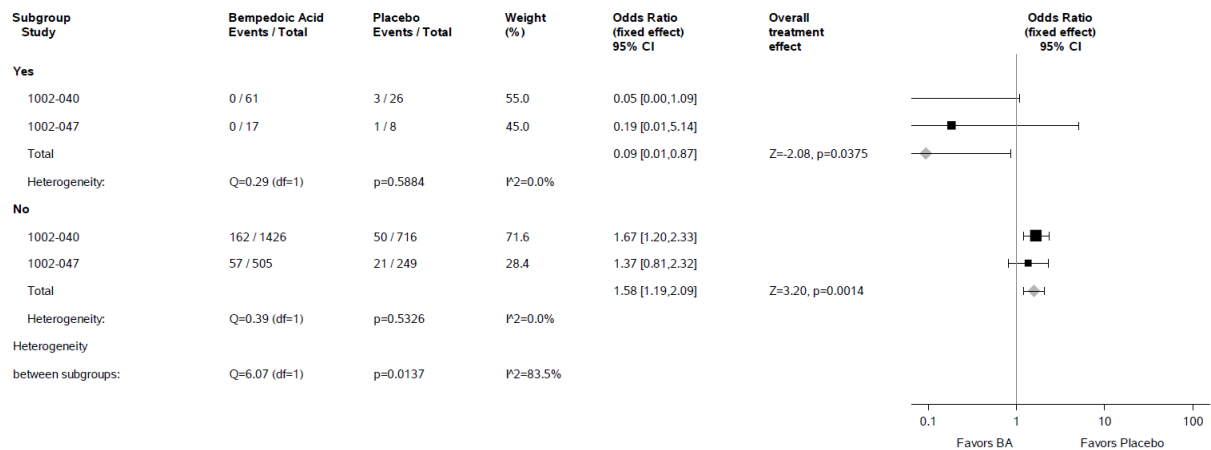 Subgroup Bempedoic Acid Placebo Weight Odds Ratio Overall Odds Ratio
Study Events / Total Events / Total (%) (fixed effect) treatment (fixed effect)
95% CI effect 95% CI
Yes
1002-040 0 / 61 3 / 26 55.0 0.05 [0.00,1.09]
1002-047 0 / 17 1 / 8 45.0 0.19 [0.01,5.14]
Total 0.09 [0.01,0.87] Z=-2.08, p=0.0375
Heterogeneity: Q=0.29 (df=1) p=0.5884 I^2=0.0%
No
1002-040 162 / 1426 50 / 716 71.6 1.67 [1.20,2.33]
1002-047 57 / 505 21 / 249 28.4 1.37 [0.81,2.32]
Total 1.58 [1.19,2.09] Z=3.20, p=0.0014
Heterogeneity: Q=0.39 (df=1) p=0.5326 I^2=0.0%
Heterogeneity
between subgroups: Q=6.07 (df=1) p=0.0137 I^2=83.5%
0.1 1 10 100
Favors BA Favors Placebo